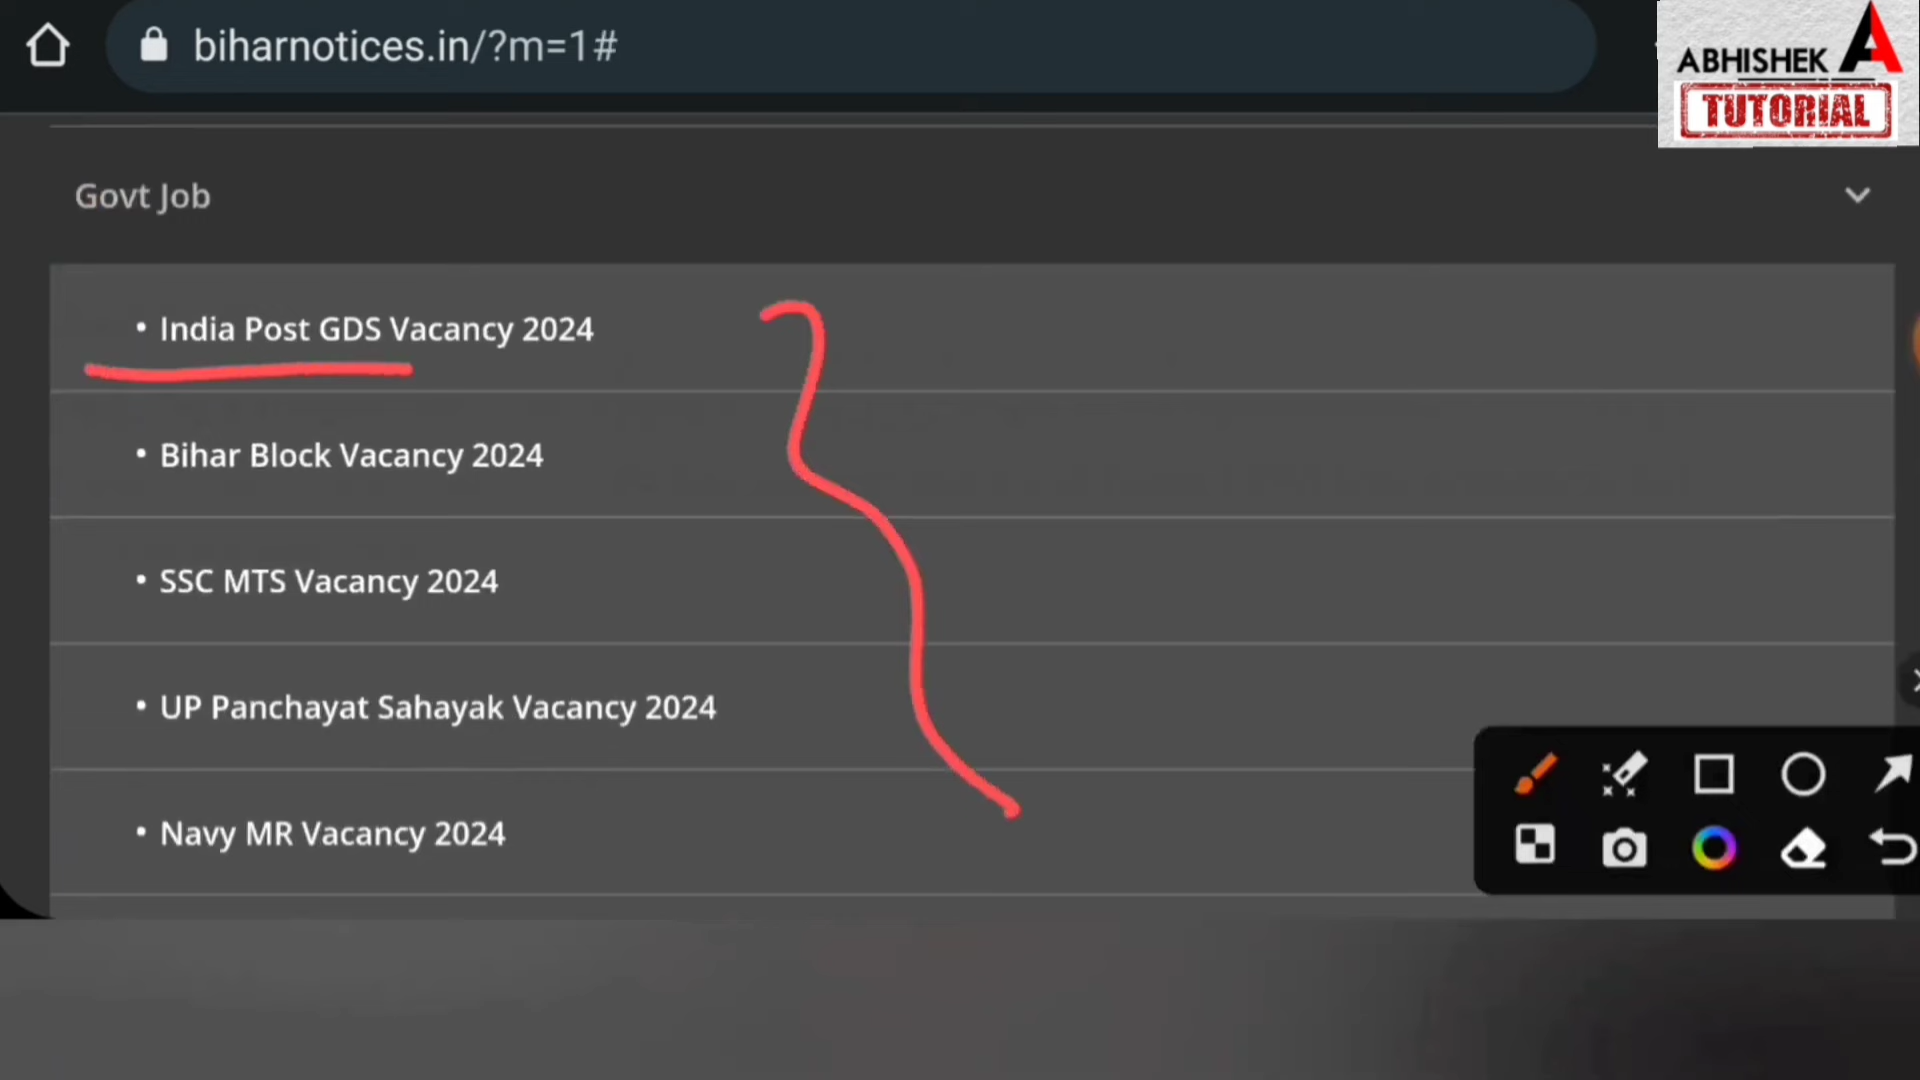 biharnotices.in/?m=1#
ABHISHEK
TUTORIAL
Govt Job
• India Post GDS Vacancy 2024
• Bihar Block Vacancy 2024
• SSC MTS Vacancy 2024
• UP Panchayat Sahayak Vacancy 2024
• Navy MR Vacancy 2024